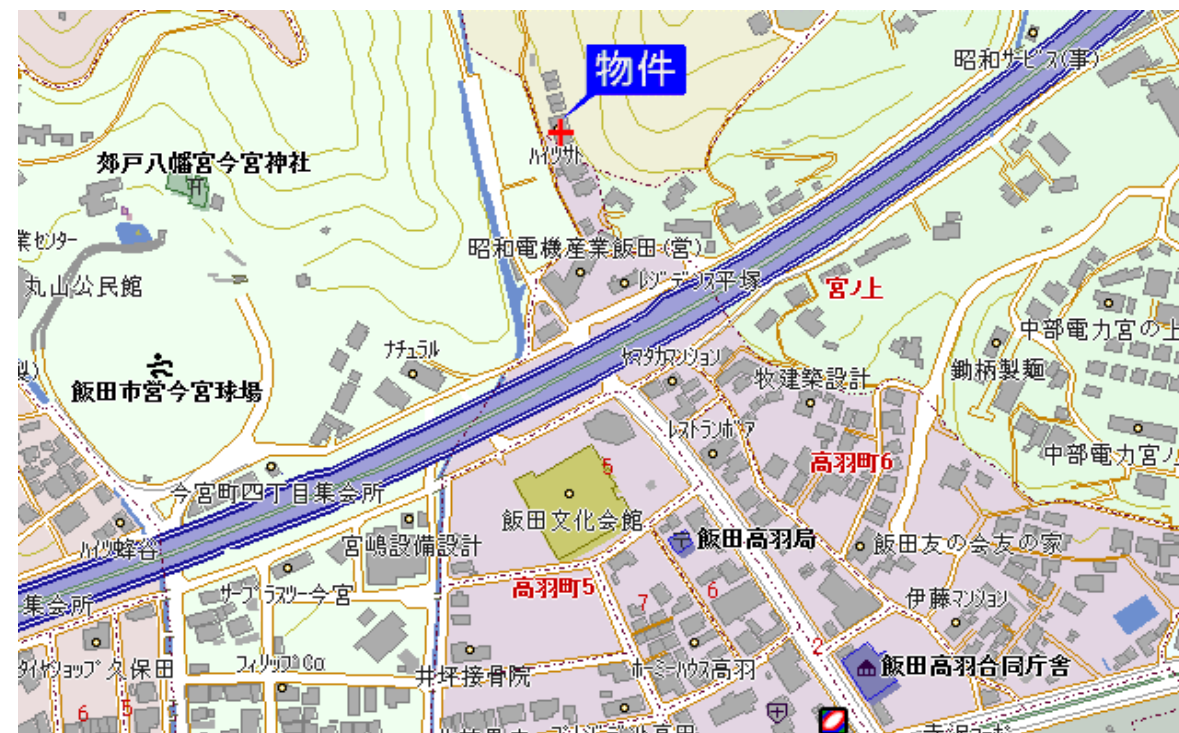 物件
昭和サービス(事)
ハイツサト
郊戸八幡宮今宮神社
業センター
昭和電機産業飯田(営)
丸山公民館
レジデンス平塚
宮ノ上
中部電力宮の上
ナチュラル
ヤマタカマンション
鋤柄製麺
牧建築設計
飯田市営今宮球場
レストランボア
高羽町6
中部電力宮ノ上
5
今宮町四丁目集会所
飯田文化会館
飯田高羽局
飯田友の会友の家
ハイツ蜂谷
宮嶋設備設計
高羽町5
サープラスツー今宮
集会所
7
6
伊藤マンション
2
タイヤショップ久保田
フィリップCo
井坪接骨院
ホーミーハウス高羽
飯田高羽合同庁舎
6
5